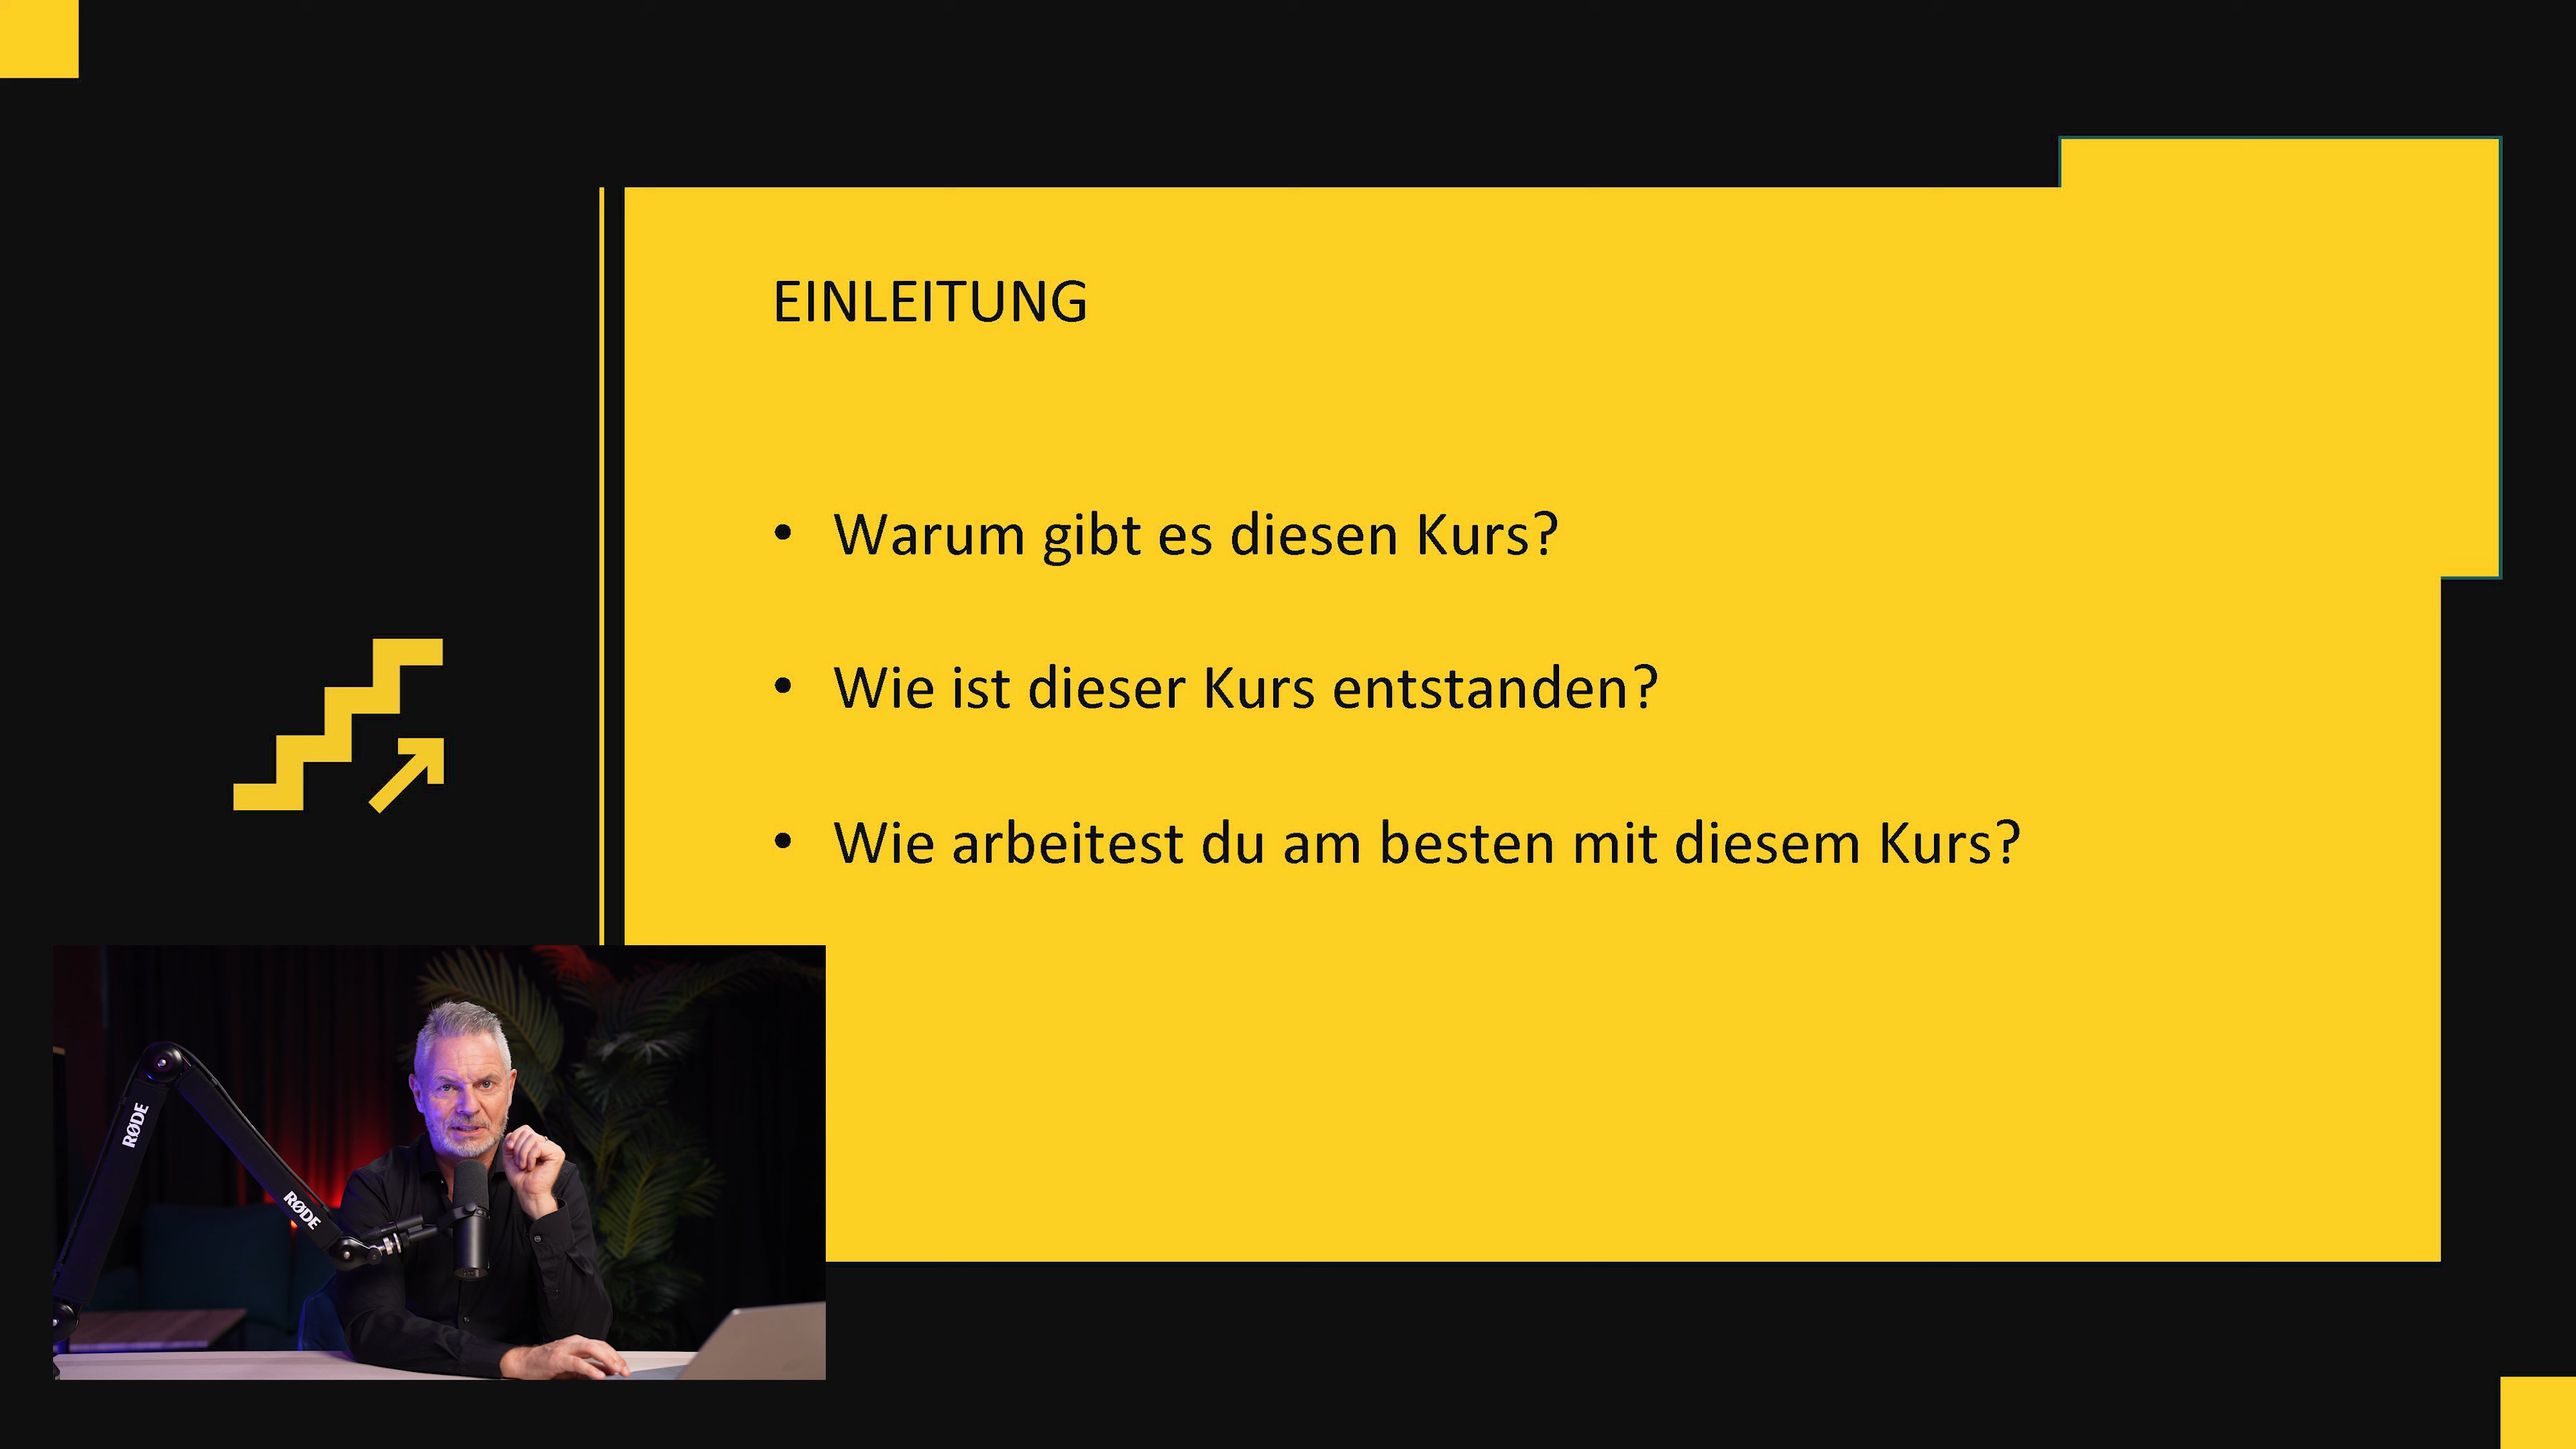 EINLEITUNG
• Warum gibt es diesen Kurs?
• Wie ist dieser Kurs entstanden?
• Wie arbeitest du am besten mit diesem Kurs?
RØDE
RØDE